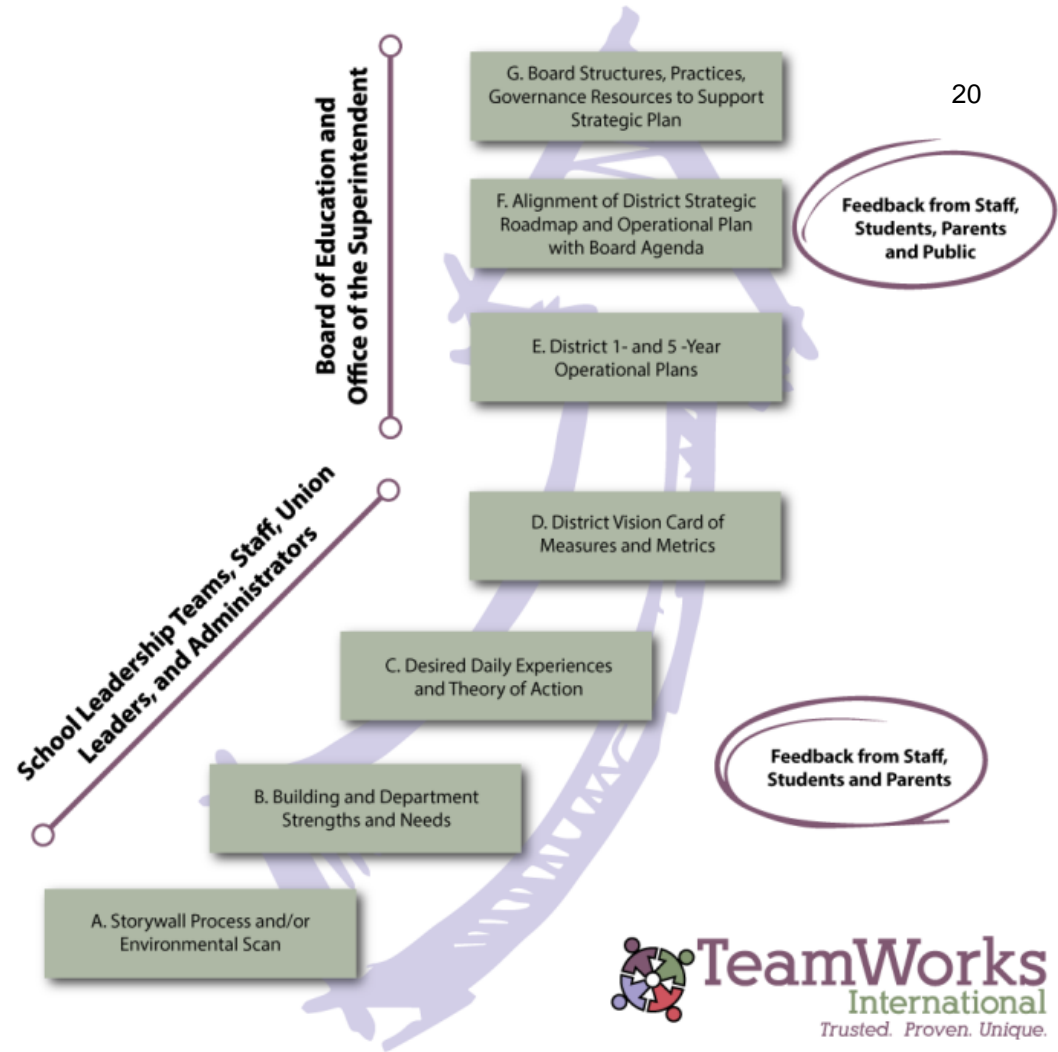 G. Board Structures, Practices,
Governance Resources to Support
Strategic Plan
20
Board of Education and
Office of the Superintendent
F. Alignment of District Strategic
Roadmap and Operational Plan
with Board Agenda
Feedback from Staff,
Students, Parents
and Public
E. District 1- and 5 -Year
Operational Plans
D. District Vision Card of
Measures and Metrics
School Leadership Teams, Staff, Union
Leaders, and Administrators
C. Desired Daily Experiences
and Theory of Action
Feedback from Staff,
Students and Parents
B. Building and Department
Strengths and Needs
A. Storywall Process and/or
Environmental Scan
TeamWorks
International
Trusted. Proven. Unique.